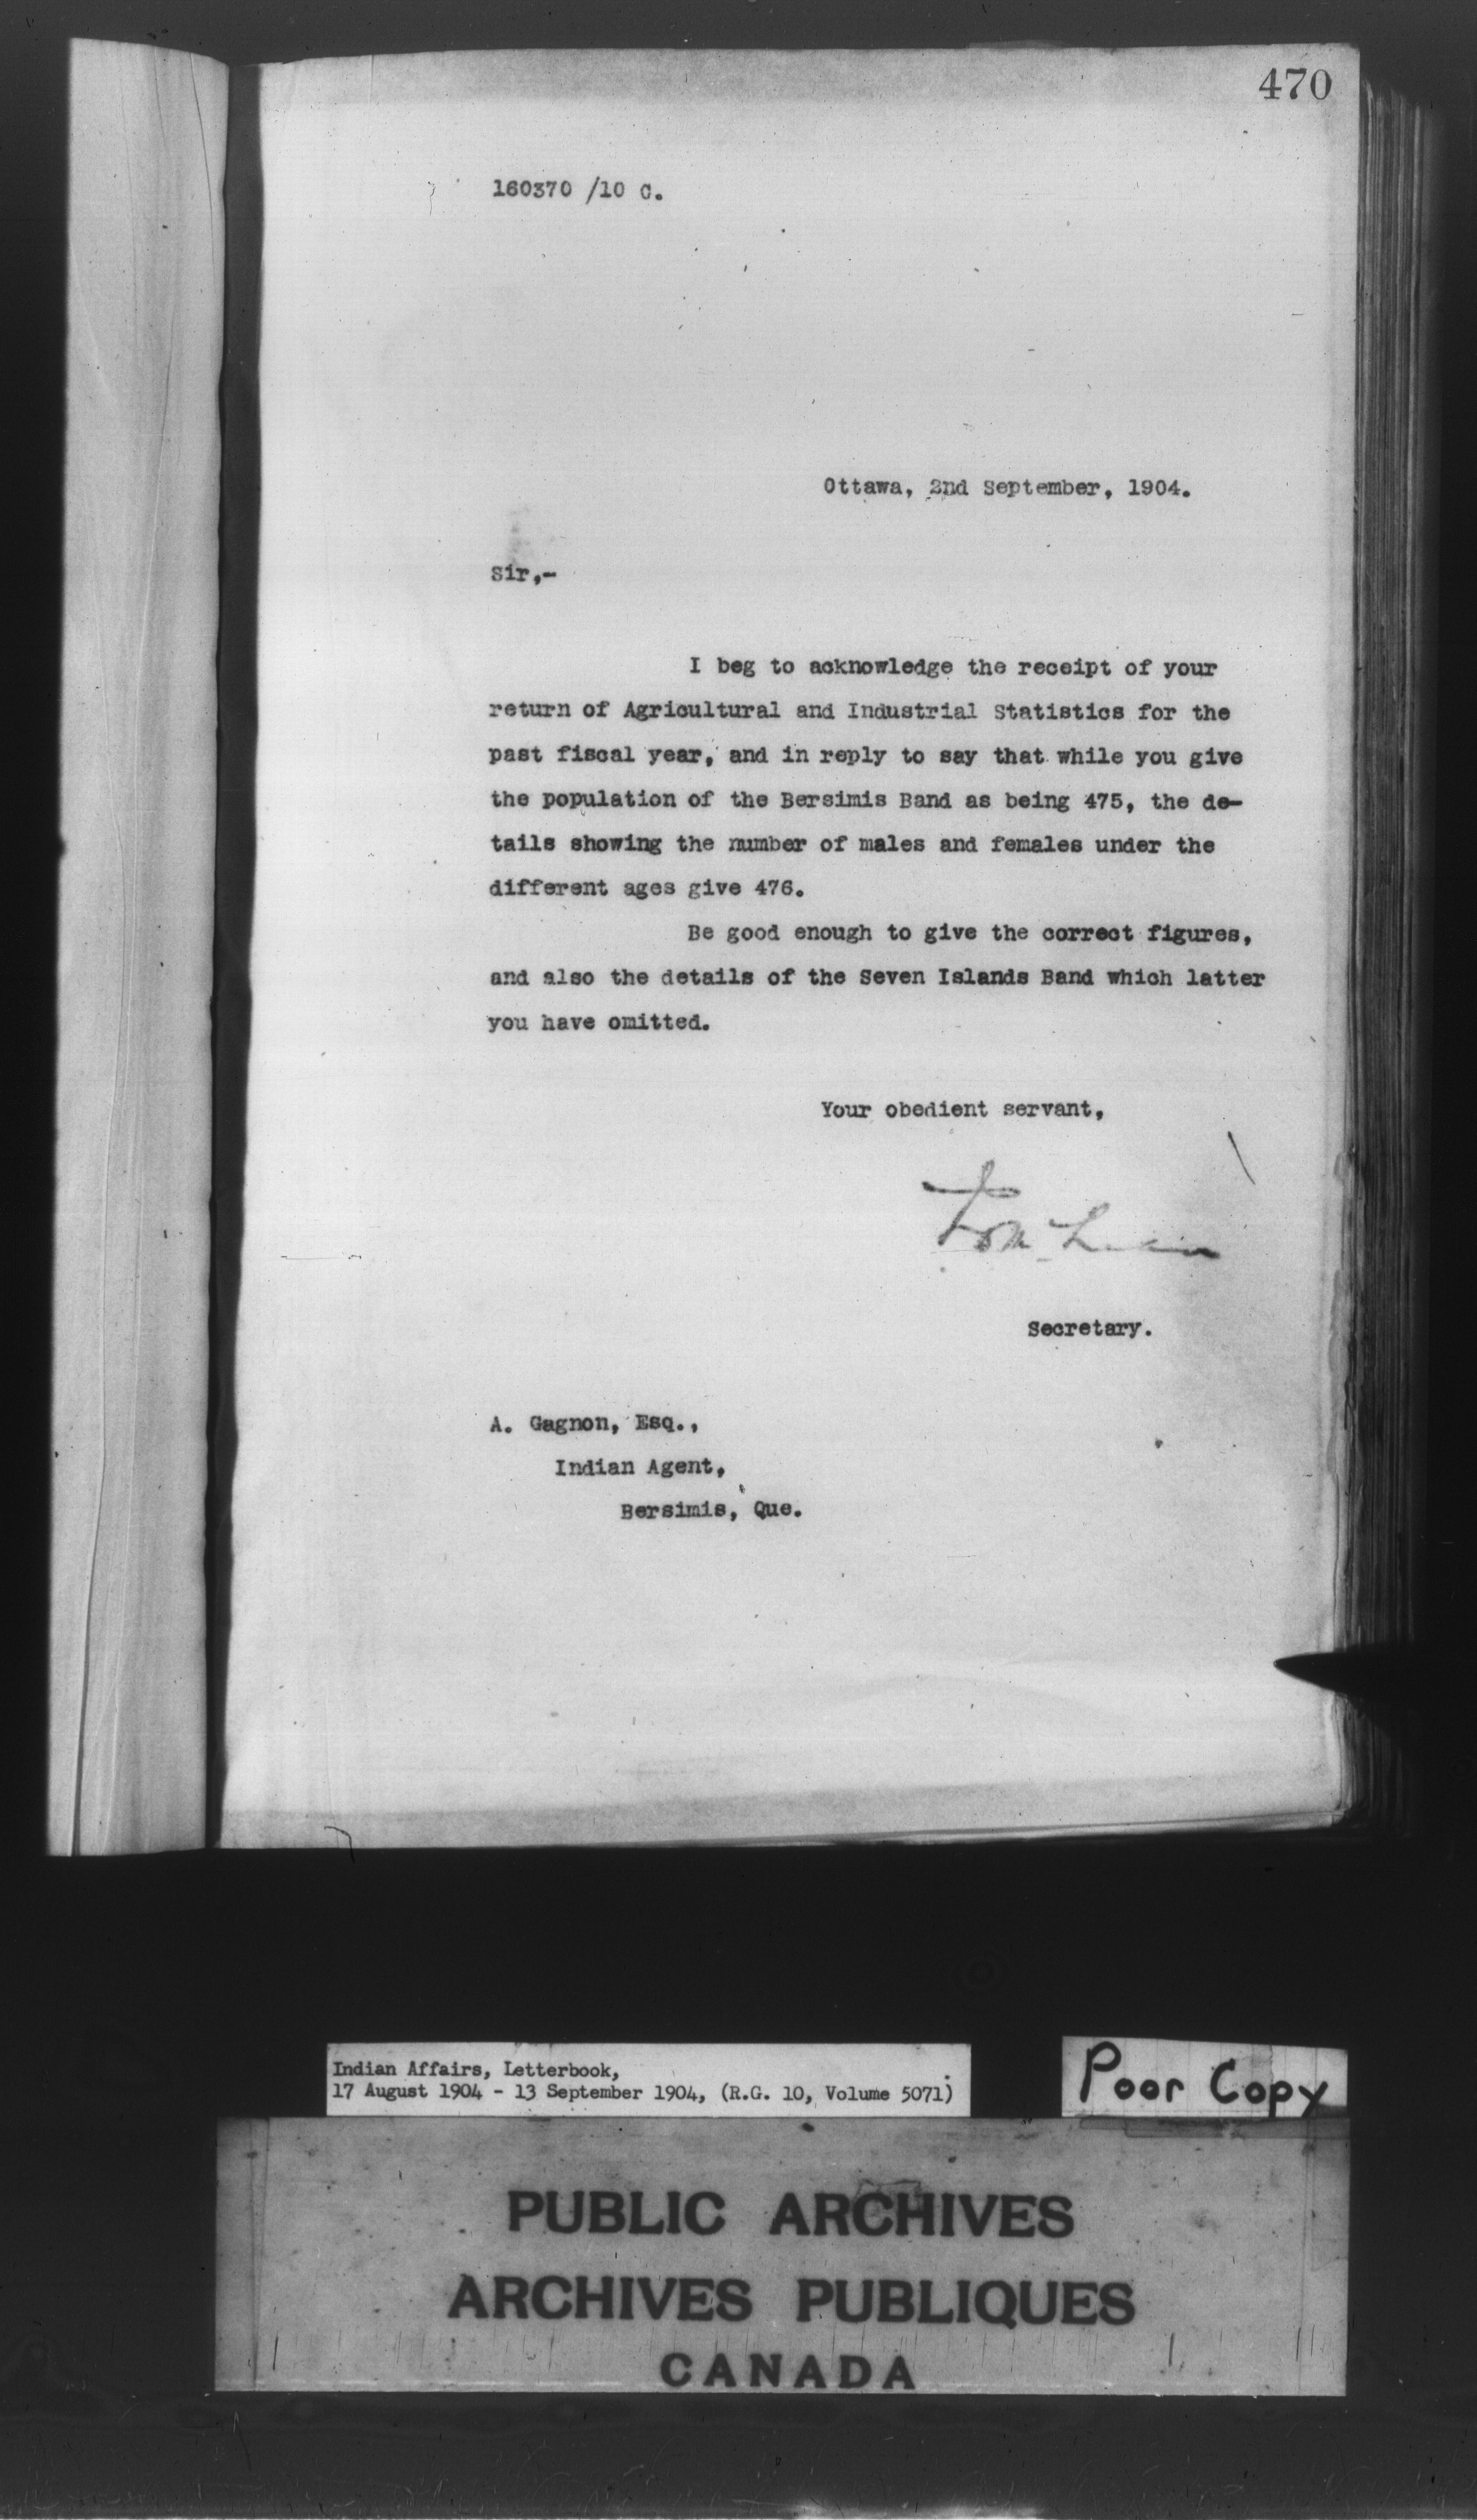 470
160370 /10 C.
Ottawa, 2nd September, 1904.
Sir,-
I beg to acknowledge the receipt of your
return of Agricultural and Industrial Statistics for the
past fiscal year, and in reply to say that while you give
the population of the Bersimis Band as being 475, the de-
tails showing the number of males and females under the
different ages give 476.
Be good enough to give the correct figures,
and also the details of the Seven Islands Band which latter
you have omitted.
Your obedient servant,
Secretary.
A. Gagnon, Esq.,
Indian Agent,
Bersimis, Que.
Indian Affairs, Letterbook,
17 August 1904 - 13 September 1904, (R.G. 10, Volume 5071)
Poor Copy
PUBLIC ARCHIVES
ARCHIVES PUBLIQUES
CANADA